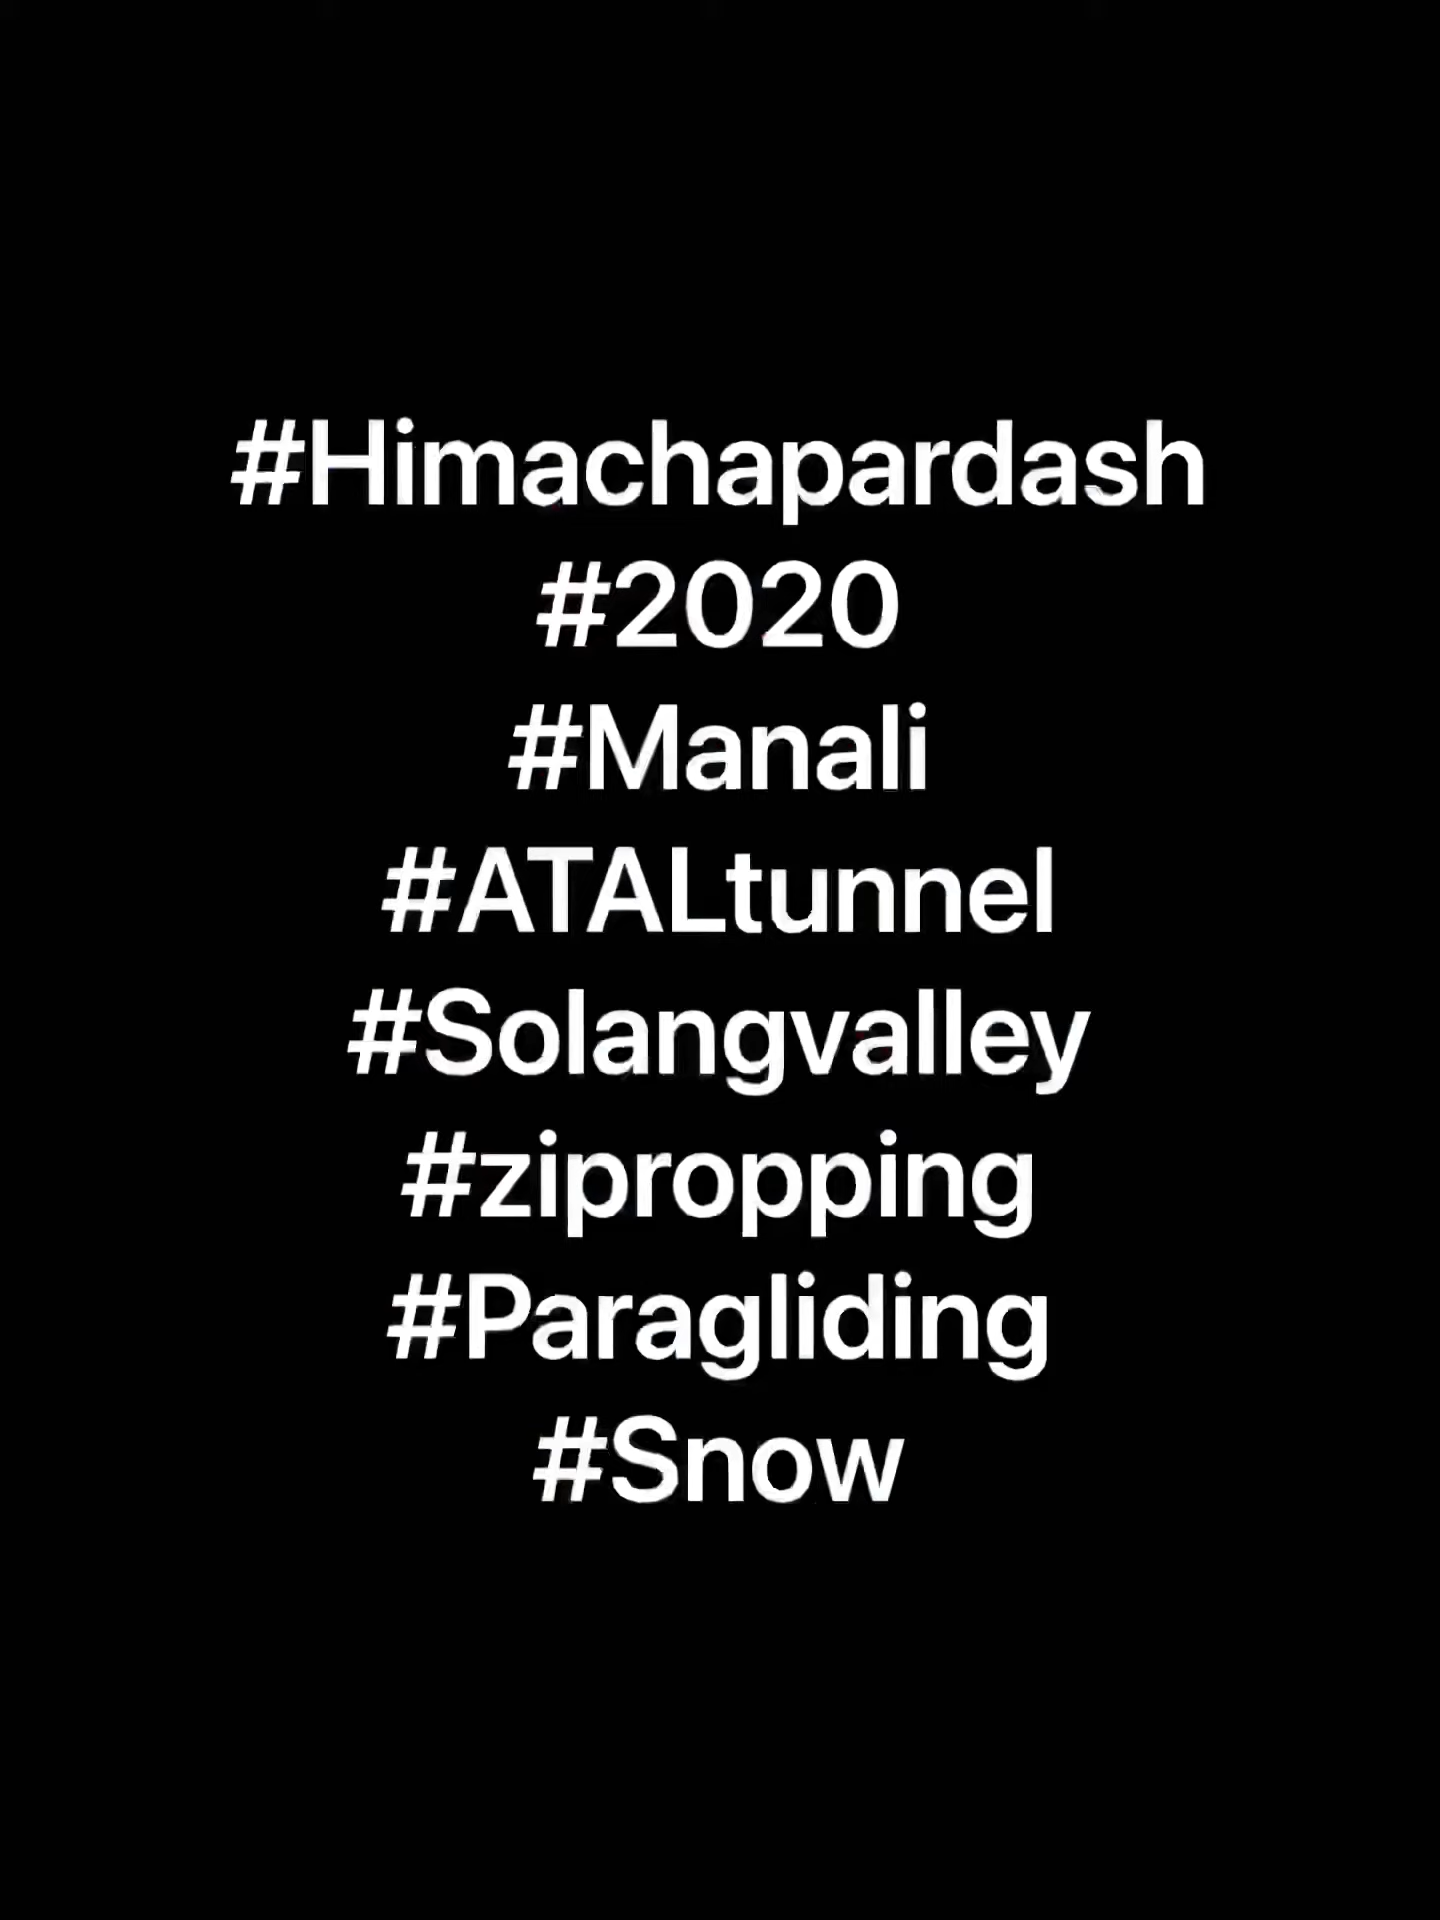 #Himachapardash
#2020
#Manali
#ATALtunnel
#Solangvalley
#zipropping
#Paragliding
#Snow